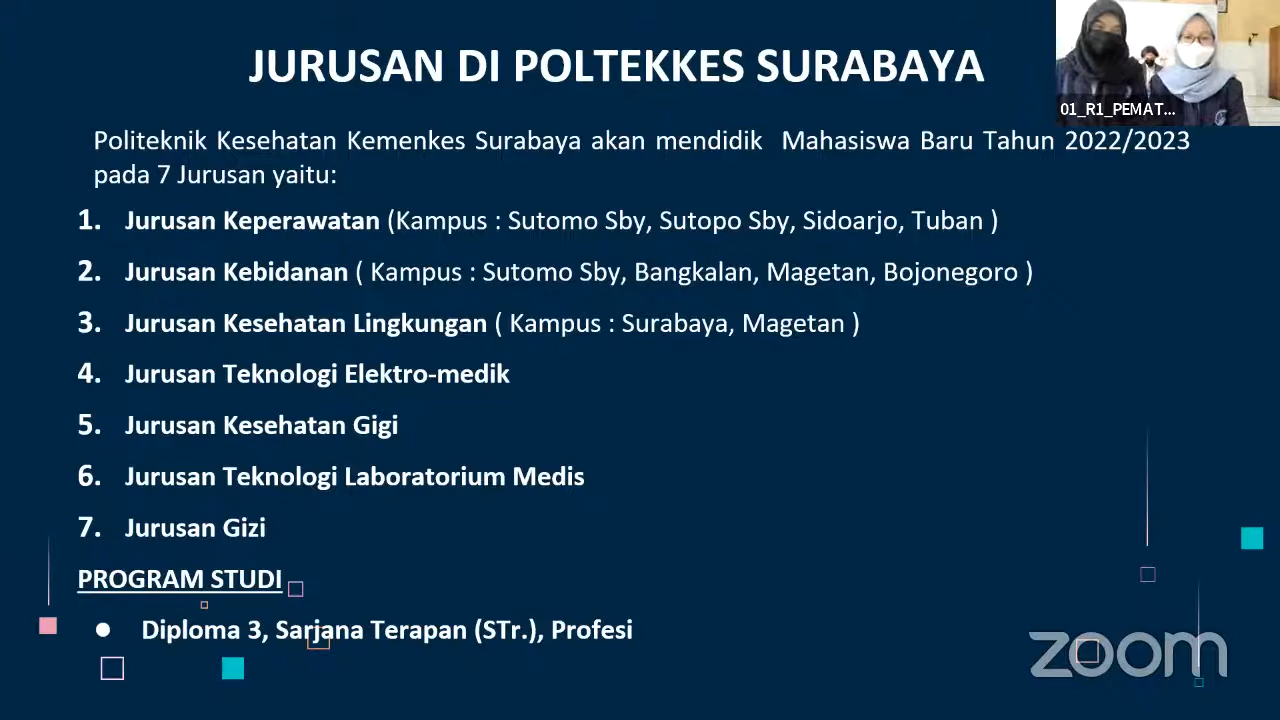 JURUSAN DI POLTEKKES SURABAYA
01_R1_PEMAT...
Politeknik Kesehatan Kemenkes Surabaya akan mendidik Mahasiswa Baru Tahun 2022/2023
pada 7 Jurusan yaitu:
1. Jurusan Keperawatan (Kampus : Sutomo Sby, Sutopo Sby, Sidoarjo, Tuban )
2. Jurusan Kebidanan ( Kampus : Sutomo Sby, Bangkalan, Magetan, Bojonegoro )
3. Jurusan Kesehatan Lingkungan ( Kampus : Surabaya, Magetan )
4. Jurusan Teknologi Elektro-medik
5. Jurusan Kesehatan Gigi
6. Jurusan Teknologi Laboratorium Medis
7. Jurusan Gizi
PROGRAM STUDI
● Diploma 3, Sarjana Terapan (STr.), Profesi
zoom